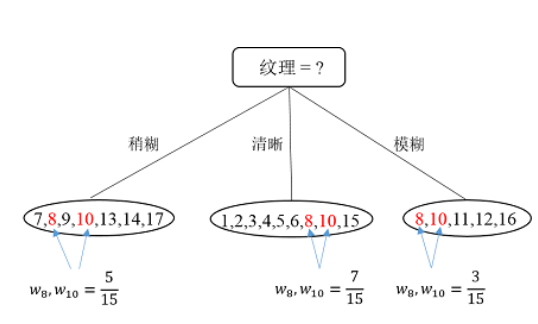 纹理 = ?
稍糊 清晰 模糊
7,8,9,10,13,14,17 1,2,3,4,5,6,8,10,15 8,10,11,12,16
w₈, w₁₀ = 5/15 w₈, w₁₀ = 7/15 w₈, w₁₀ = 3/15